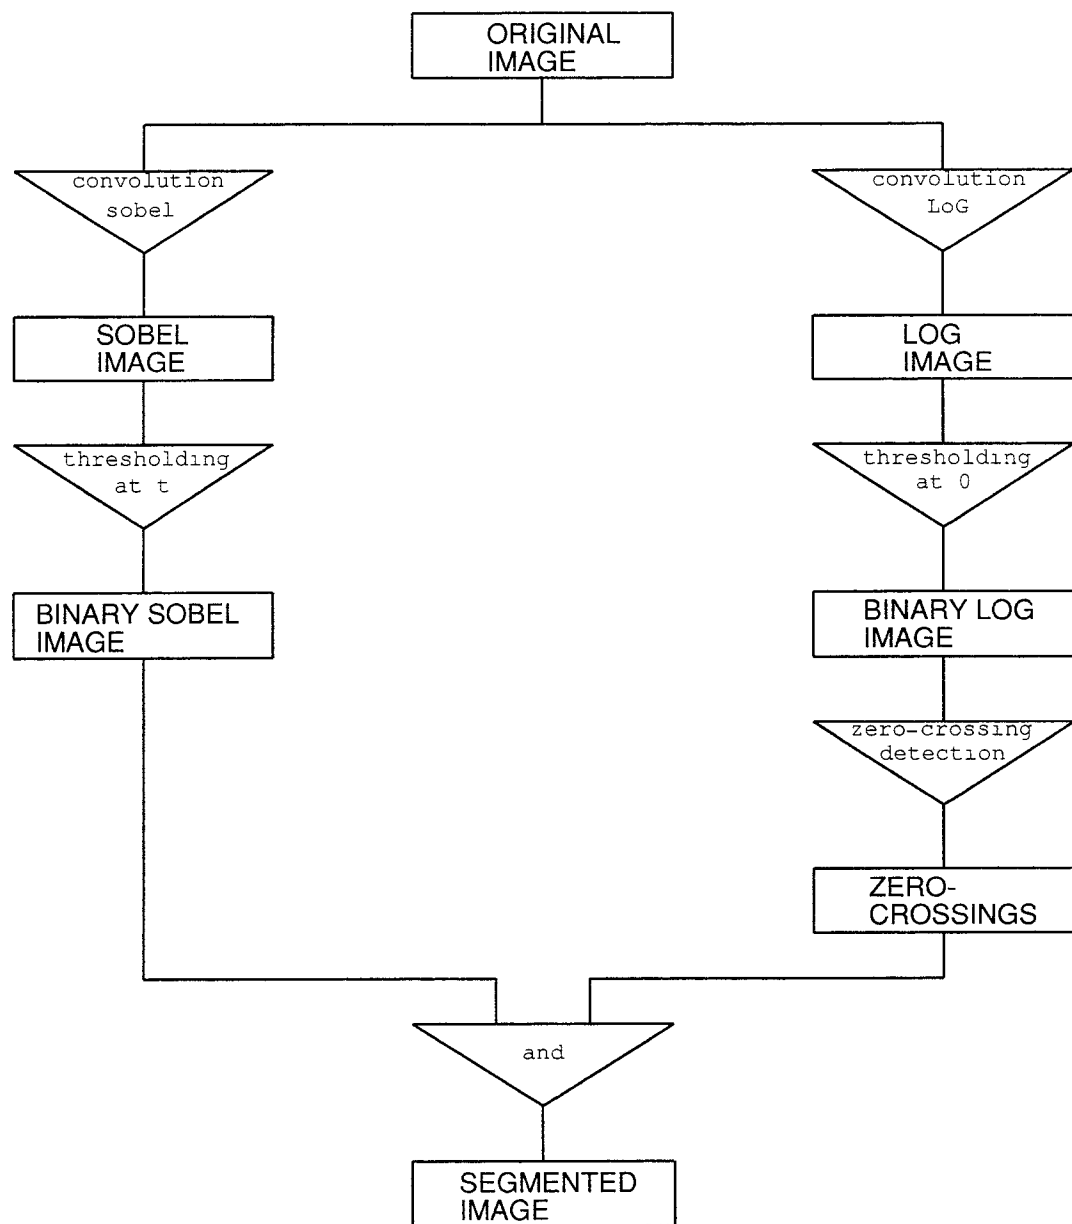 ORIGINAL
IMAGE
convolution
sobel
convolution
LoG
SOBEL
IMAGE
LOG
IMAGE
thresholding
at t
thresholding
at 0
BINARY SOBEL
IMAGE
BINARY LOG
IMAGE
zero-crossing
detection
ZERO-
CROSSINGS
and
SEGMENTED
IMAGE